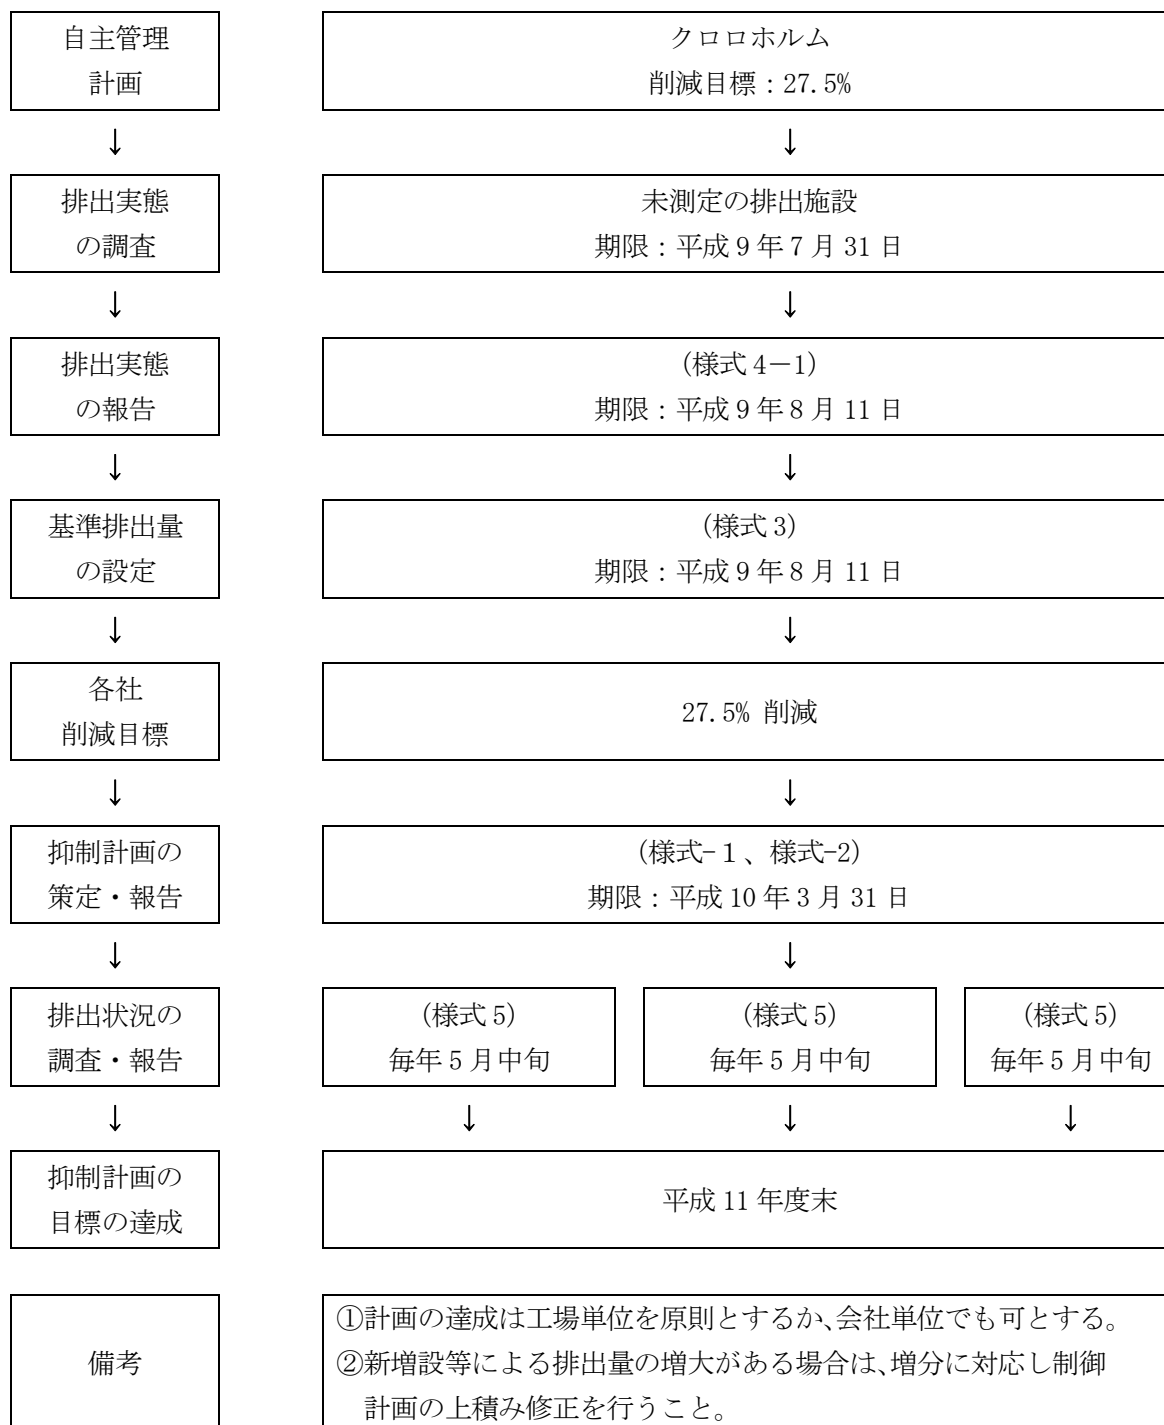 自主管理
計画
クロロホルム
削減目標：27.5%
↓
↓
排出実態
の調査
未測定の排出施設
期限：平成9年7月31日
↓
↓
排出実態
の報告
(様式4－1)
期限：平成9年8月11日
↓
↓
基準排出量
の設定
(様式3)
期限：平成9年8月11日
↓
↓
各社
削減目標
27.5% 削減
↓
↓
抑制計画の
策定・報告
(様式-１、様式-2)
期限：平成10年3月31日
↓
↓
排出状況の
調査・報告
(様式5)
毎年5月中旬
(様式5)
毎年5月中旬
(様式5)
毎年5月中旬
↓
↓
↓
↓
抑制計画の
目標の達成
平成11年度末
備考
①計画の達成は工場単位を原則とするか、会社単位でも可とする。
②新増設等による排出量の増大がある場合は、増分に対応し制御
計画の上積み修正を行うこと。